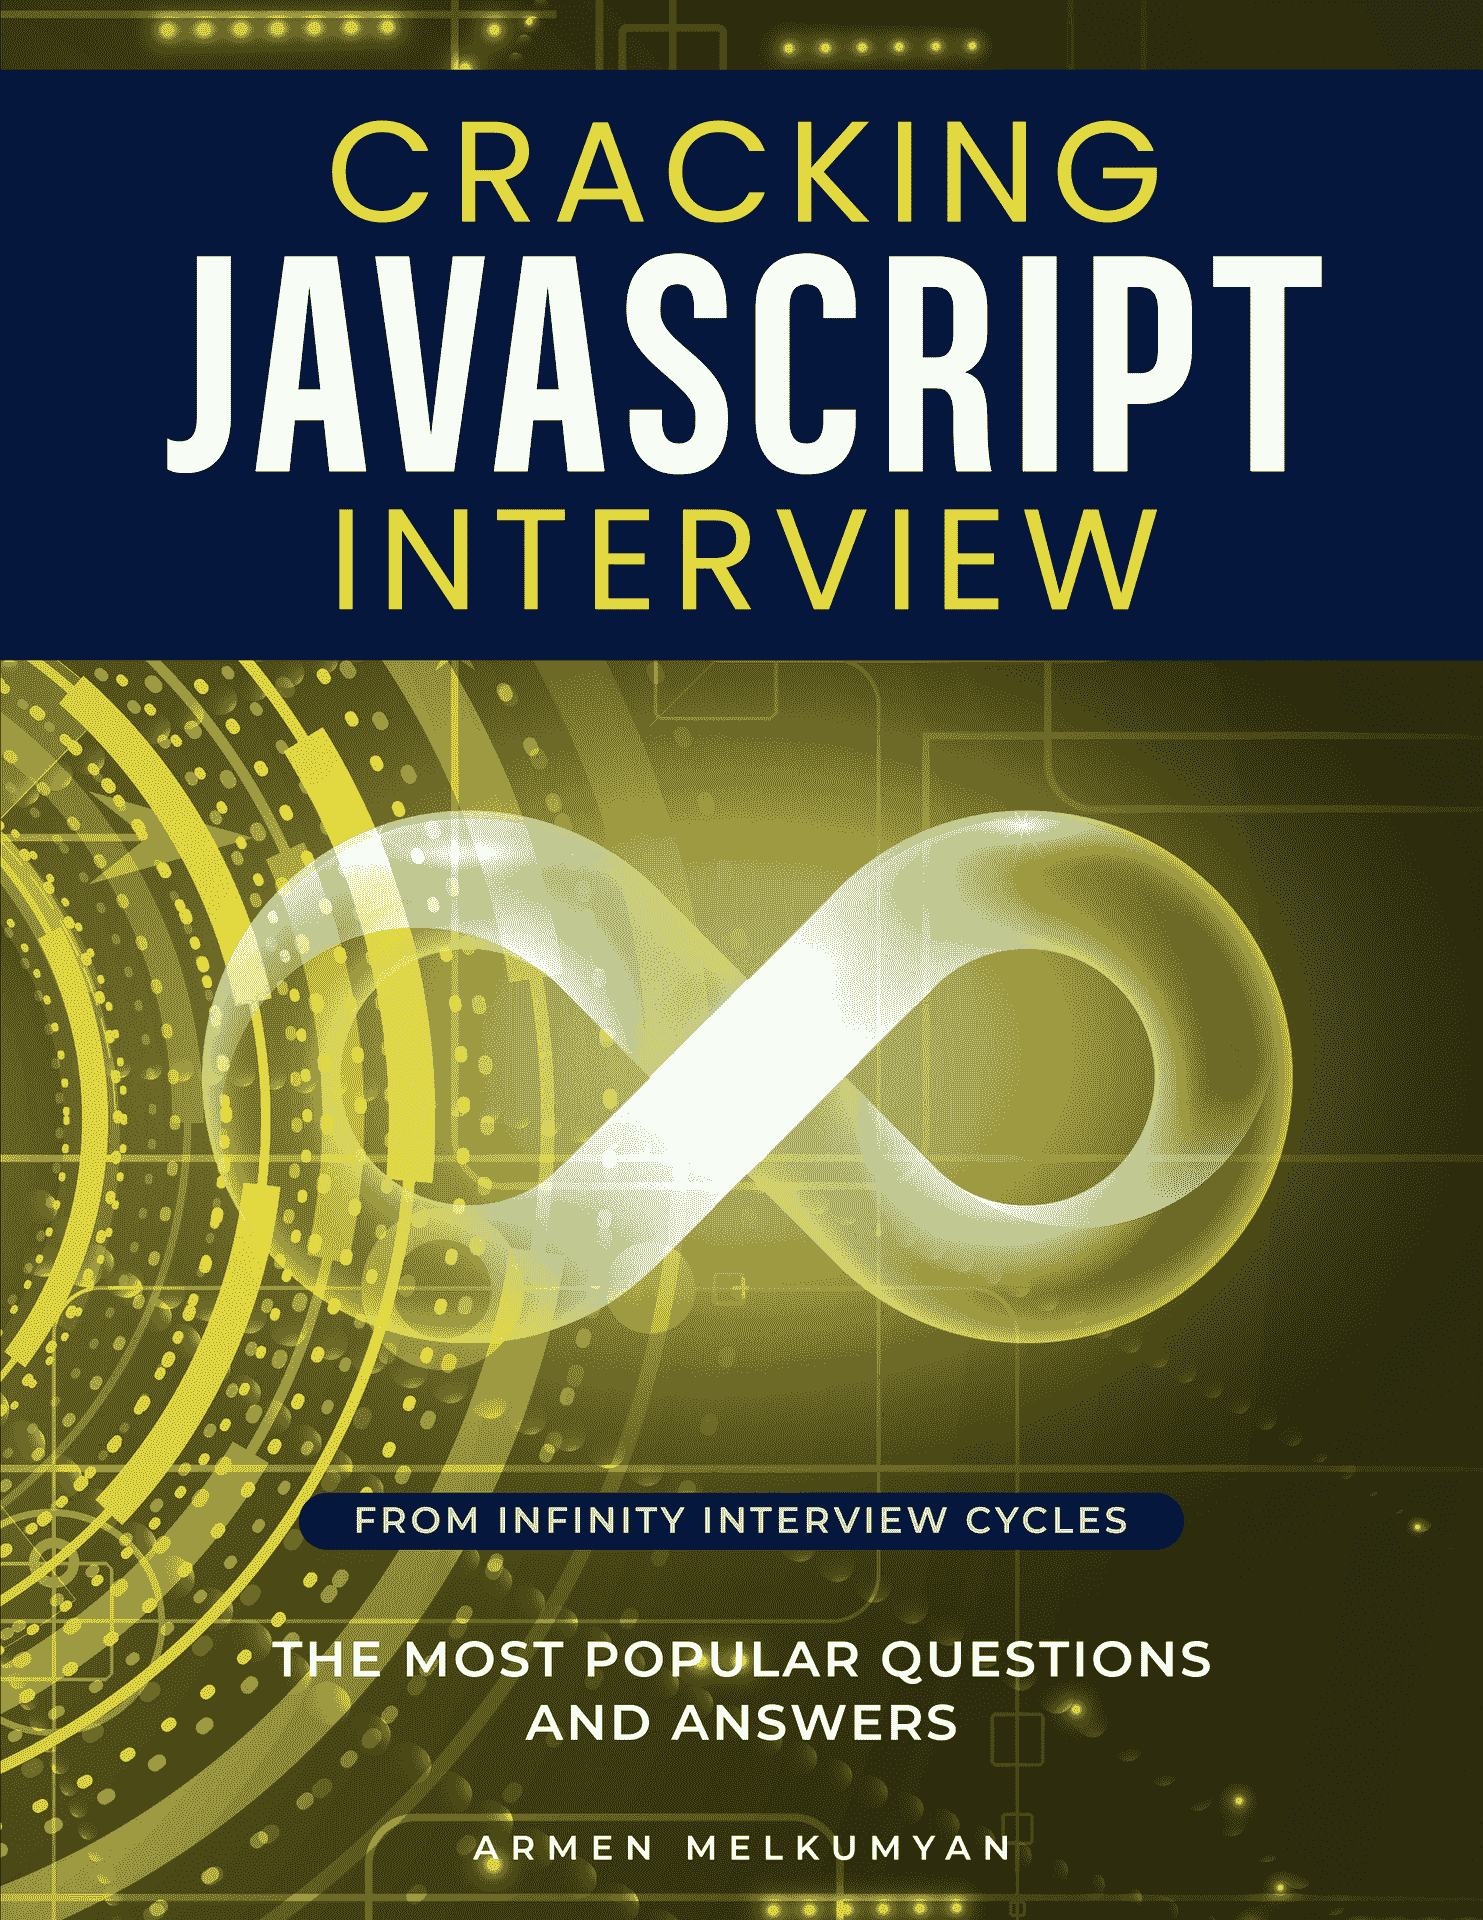 CRACKING
JAVASCRIPT
INTERVIEW
FROM INFINITY INTERVIEW CYCLES
THE MOST POPULAR QUESTIONS
AND ANSWERS
ARMEN MELKUMYAN